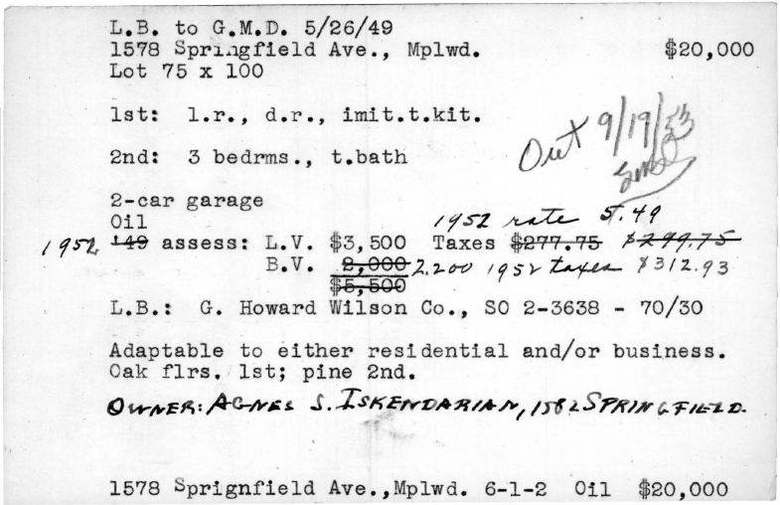 L.B. to G.M.D. 5/26/49
1578 Springfield Ave., Mplwd. $20,000
Lot 75 x 100
1st: l.r., d.r., imit.t.kit.
Out 9/19/53
2nd: 3 bedrms., t.bath
2-car garage
Oil
1952 rate 5.49
1952 '49 assess: L.V. $3,500 Taxes $277.75 $299.75
B.V. 2,000 2.200 1952 taxes $312.93
$5,500
L.B.: G. Howard Wilson Co., SO 2-3638 - 70/30
Adaptable to either residential and/or business.
Oak flrs. 1st; pine 2nd.
OWNER: AGNES S. ISKENDARIAN, 1582 SPRINGFIELD.
1578 Sprignfield Ave.,Mplwd. 6-1-2 Oil $20,000